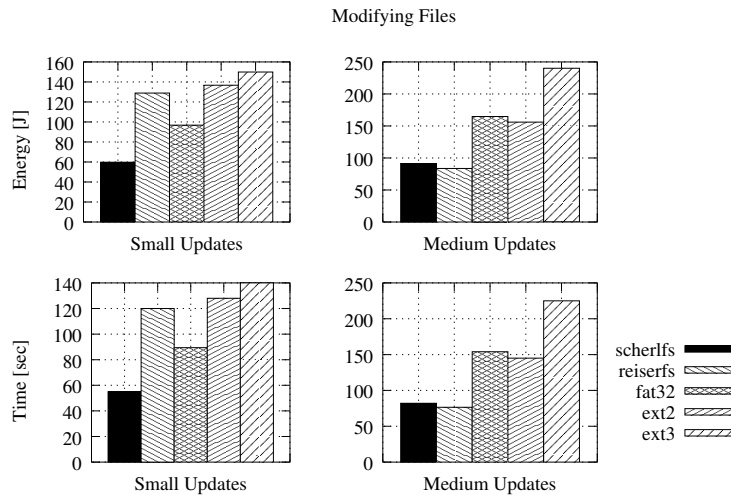 Modifying Files
Energy [J]
160
140
120
100
80
60
40
20
0
Small Updates
250
200
150
100
50
0
Medium Updates
Time [sec]
140
120
100
80
60
40
20
0
Small Updates
250
200
150
100
50
0
Medium Updates
scherlfs
reiserfs
fat32
ext2
ext3